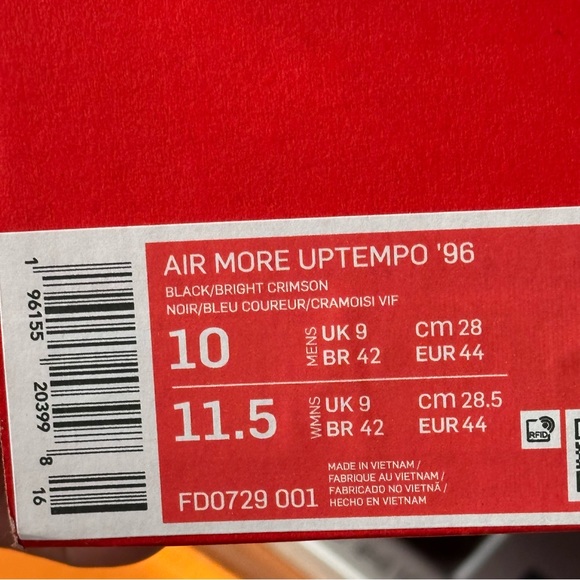 AIR MORE UPTEMPO '96
BLACK/BRIGHT CRIMSON
NOIR/BLEU COUREUR/CRAMOISI VIF
10 MENS UK 9 cm 28
BR 42 EUR 44
11.5 WMNS UK 9 cm 28.5
BR 42 EUR 44
RFID
MADE IN VIETNAM /
FABRIQUE AU VIETNAM /
FABRICADO NO VIETNÃ /
HECHO EN VIETNAM
FD0729 001
1 96155 20399 8 16